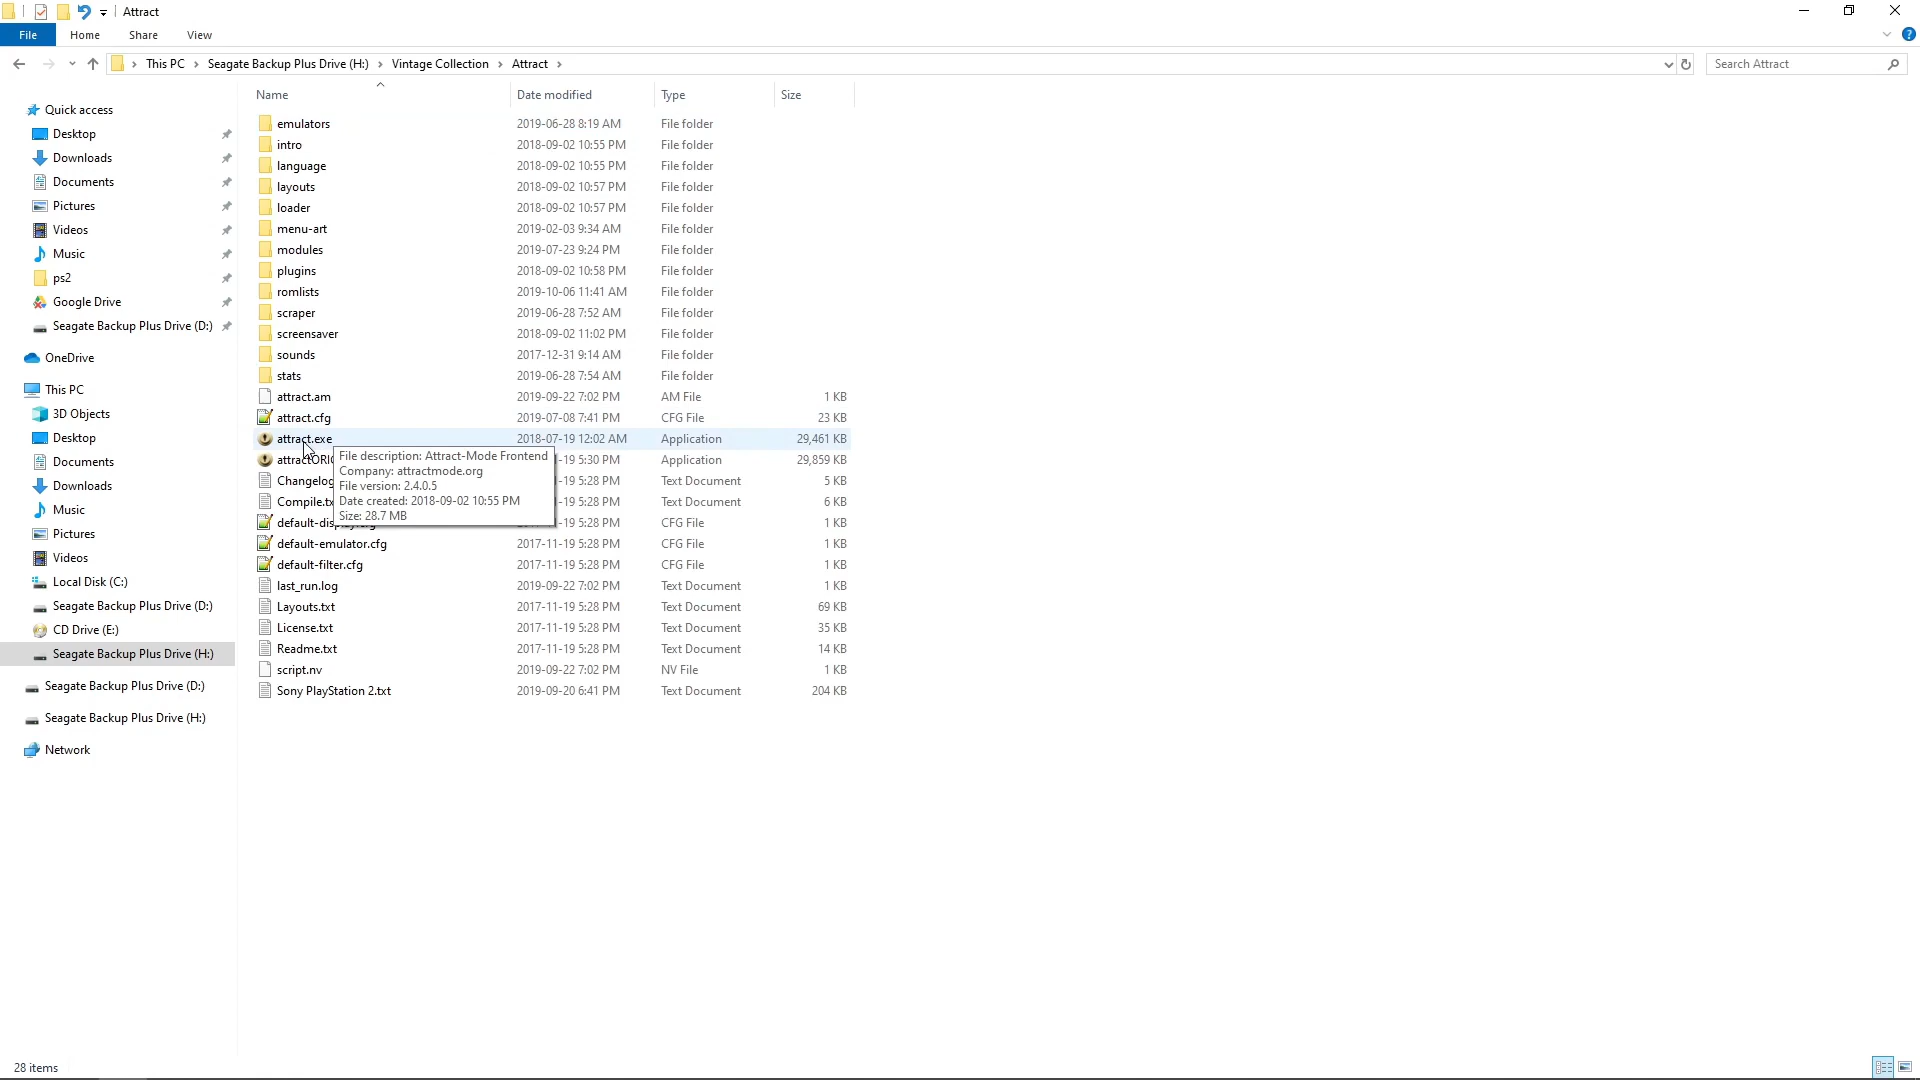 Attract
File Home Share View
This PC Seagate Backup Plus Drive (H:) Vintage Collection Attract Search Attract
Name Date modified Type Size
Quick access
Desktop
Downloads
Documents
Pictures
Videos
Music
ps2
Google Drive
Seagate Backup Plus Drive (D:)
OneDrive
This PC
3D Objects
Desktop
Documents
Downloads
Music
Pictures
Videos
Local Disk (C:)
Seagate Backup Plus Drive (D:)
CD Drive (E:)
Seagate Backup Plus Drive (H:)
Seagate Backup Plus Drive (D:)
Seagate Backup Plus Drive (H:)
Network
emulators 2019-06-28 8:19 AM File folder
intro 2018-09-02 10:55 PM File folder
language 2018-09-02 10:55 PM File folder
layouts 2018-09-02 10:57 PM File folder
loader 2018-09-02 10:57 PM File folder
menu-art 2019-02-03 9:34 AM File folder
modules 2019-07-23 9:24 PM File folder
plugins 2018-09-02 10:58 PM File folder
romlists 2019-10-06 11:41 AM File folder
scraper 2019-06-28 7:52 AM File folder
screensaver 2018-09-02 11:02 PM File folder
sounds 2017-12-31 9:14 AM File folder
stats 2019-06-28 7:54 AM File folder
attract.am 2019-09-22 7:02 PM AM File 1 KB
attract.cfg 2019-07-08 7:41 PM CFG File 23 KB
attract.exe 2018-07-19 12:02 AM Application 29,461 KB
-19 5:30 PM Application 29,859 KB
Changelog -19 5:28 PM Text Document 5 KB
Compile.tx -19 5:28 PM Text Document 6 KB
-19 5:28 PM CFG File 1 KB
File description: Attract-Mode Frontend
Company: attractmode.org
File version: 2.4.0.5
Date created: 2018-09-02 10:55 PM
Size: 28.7 MB
default-emulator.cfg 2017-11-19 5:28 PM CFG File 1 KB
default-filter.cfg 2017-11-19 5:28 PM CFG File 1 KB
last_run.log 2019-09-22 7:02 PM Text Document 1 KB
Layouts.txt 2017-11-19 5:28 PM Text Document 69 KB
License.txt 2017-11-19 5:28 PM Text Document 35 KB
Readme.txt 2017-11-19 5:28 PM Text Document 14 KB
script.nv 2019-09-22 7:02 PM NV File 1 KB
Sony PlayStation 2.txt 2019-09-20 6:41 PM Text Document 204 KB
28 items